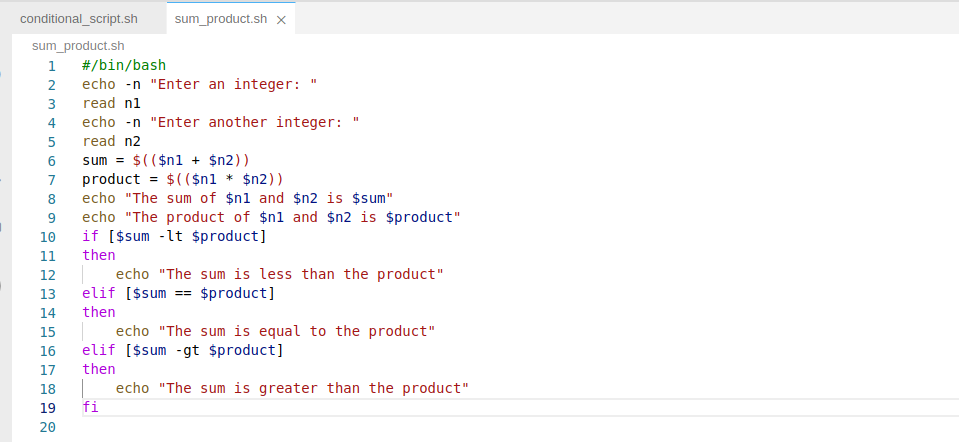 conditional_script.sh sum_product.sh ×
sum_product.sh
1 #/bin/bash
2 echo -n "Enter an integer: "
3 read n1
4 echo -n "Enter another integer: "
5 read n2
6 sum = $(($n1 + $n2))
7 product = $(($n1 * $n2))
8 echo "The sum of $n1 and $n2 is $sum"
9 echo "The product of $n1 and $n2 is $product"
10 if [$sum -lt $product]
11 then
12     echo "The sum is less than the product"
13 elif [$sum == $product]
14 then
15     echo "The sum is equal to the product"
16 elif [$sum -gt $product]
17 then
18     echo "The sum is greater than the product"
19 fi
20